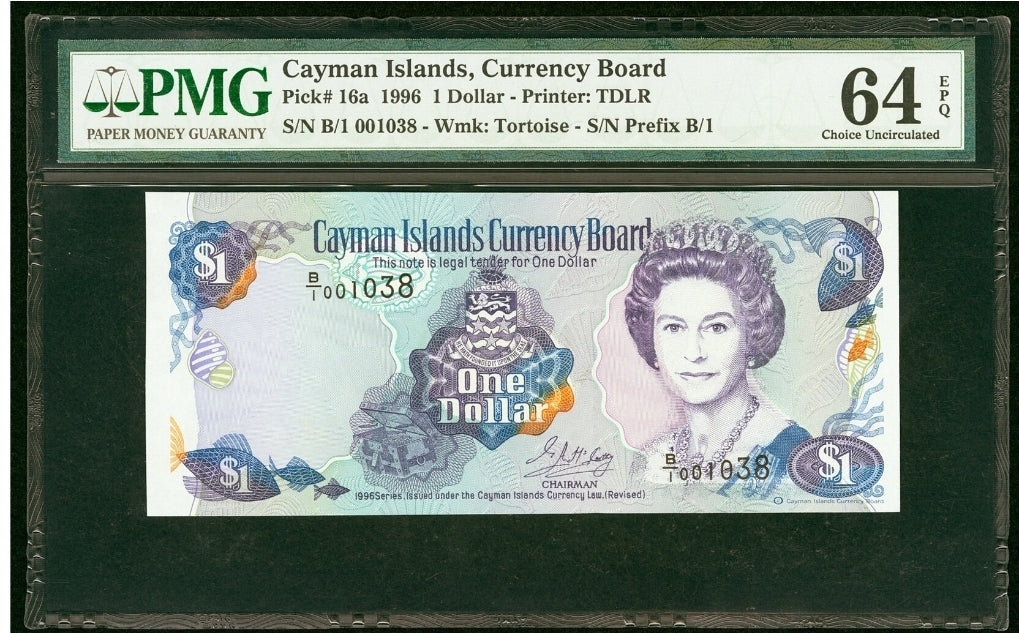 PMG
PAPER MONEY GUARANTY
Cayman Islands, Currency Board
Pick# 16a 1996 1 Dollar - Printer: TDLR
S/N B/1 001038 - Wmk: Tortoise - S/N Prefix B/1
64
EPQ
Choice Uncirculated
Cayman Islands Currency Board
This note is legal tender for One Dollar
$1
$1
B/1 001038
One
Dollar
CHAIRMAN
B/1 001038
$1
$1
1996 Series. Issued under the Cayman Islands Currency Law. (Revised)
© Cayman Islands Currency Board